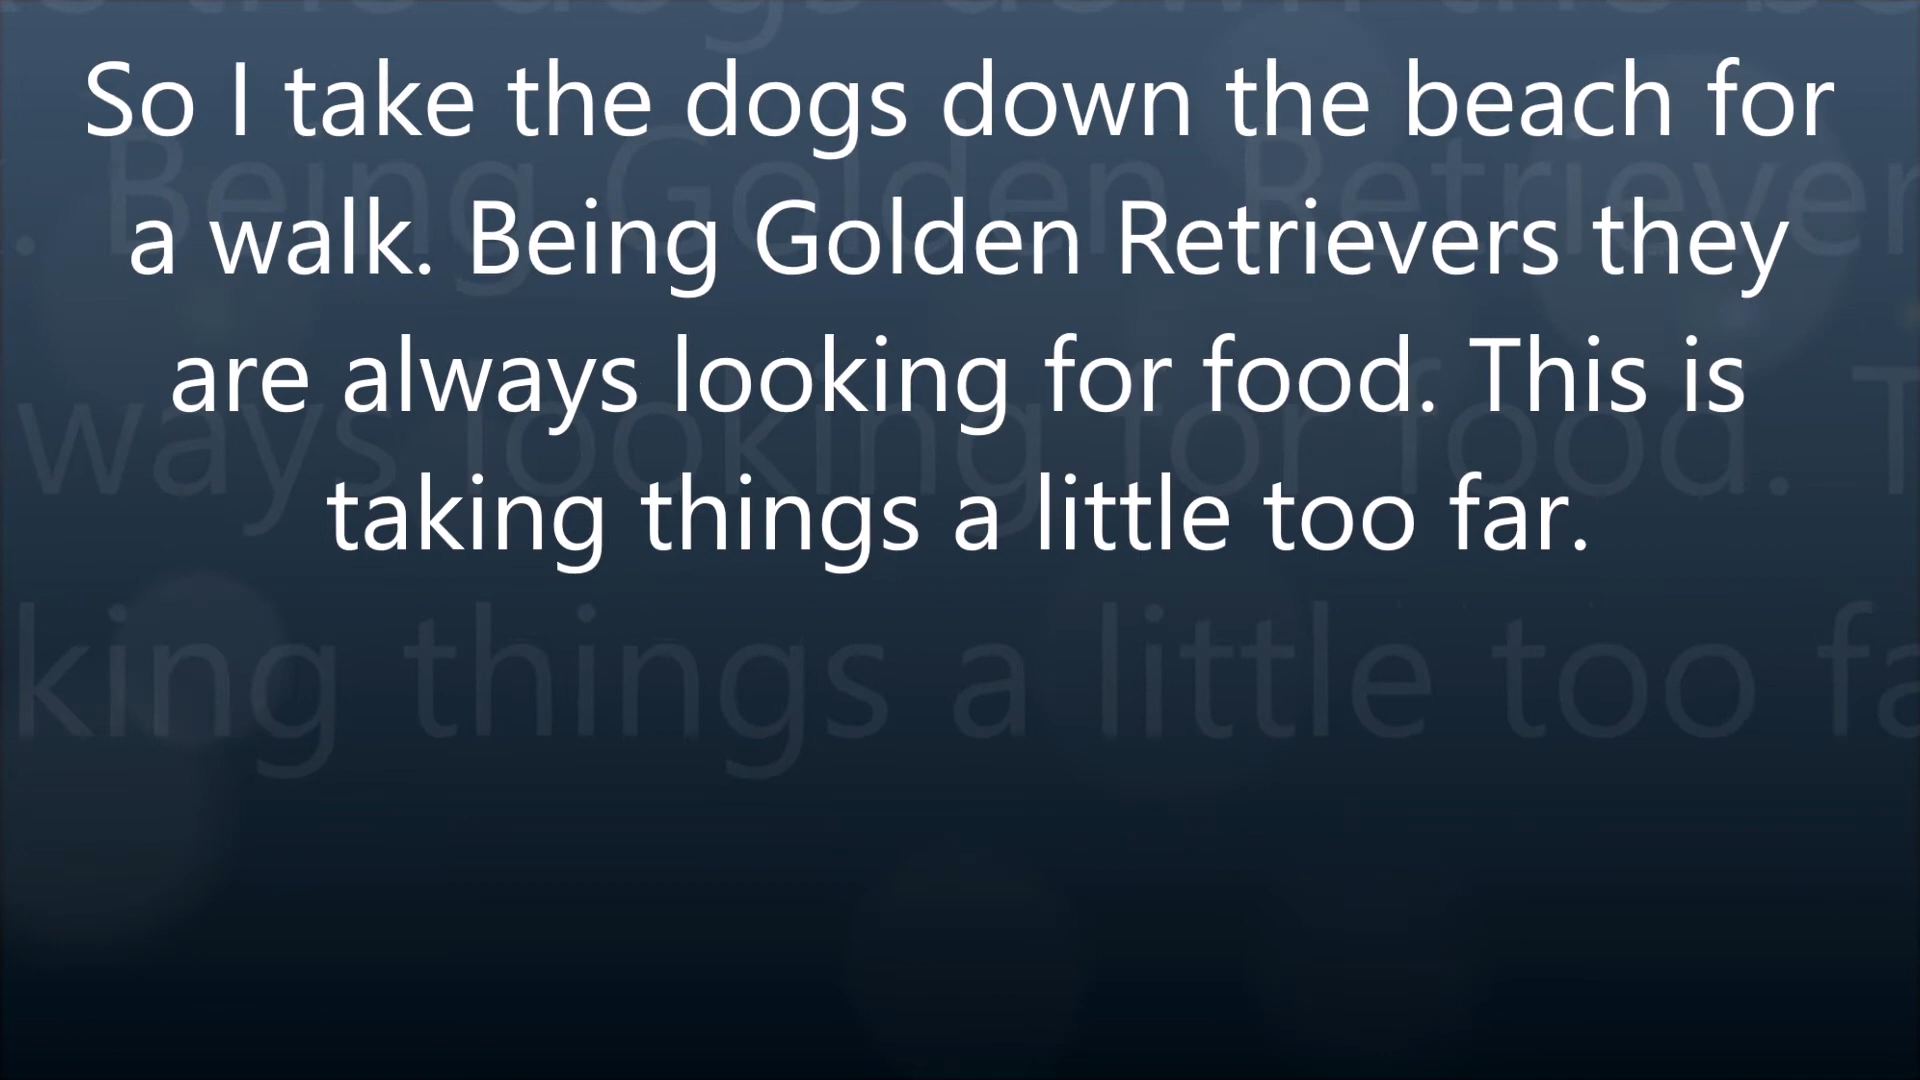 So I take the dogs down the beach for
a walk. Being Golden Retrievers they
are always looking for food. This is
taking things a little too far.